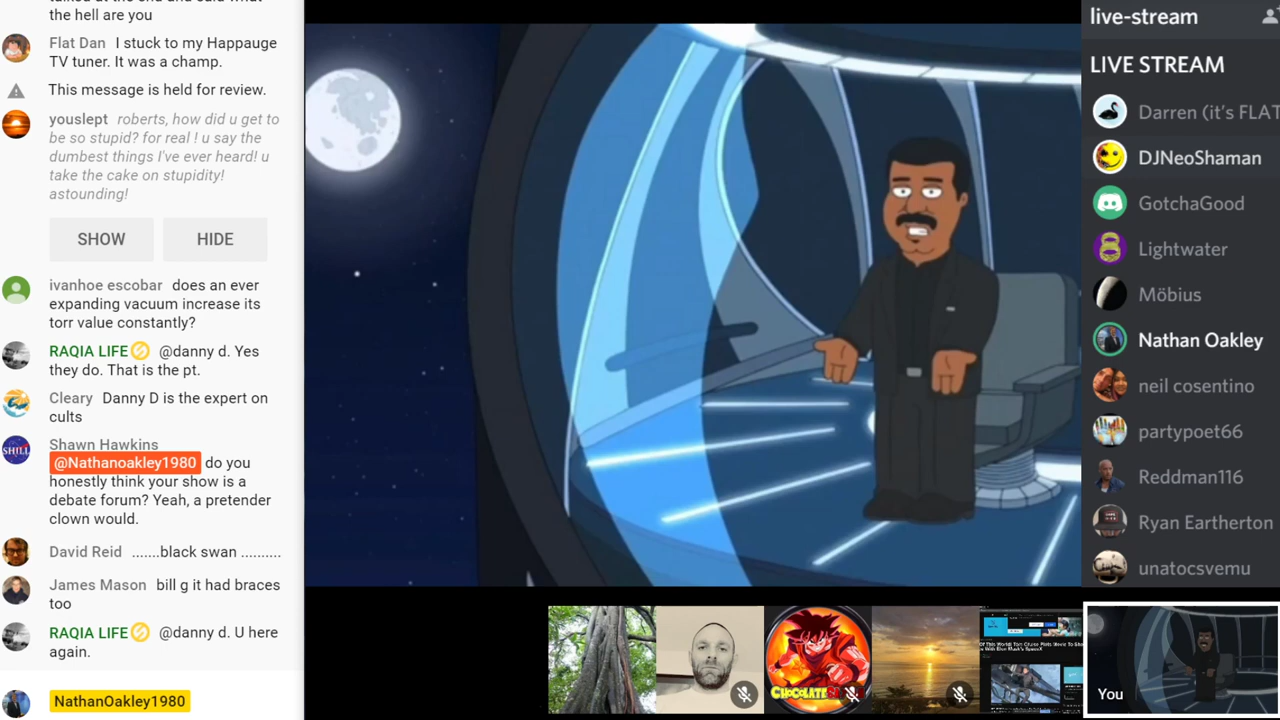 talked at the end and said what
the hell are you
Flat Dan I stuck to my Happauge
TV tuner. It was a champ.
This message is held for review.
youslept roberts, how did u get to
be so stupid? for real ! u say the
dumbest things I've ever heard! u
take the cake on stupidity!
astounding!
SHOW HIDE
ivanhoe escobar does an ever
expanding vacuum increase its
torr value constantly?
RAQIA LIFE @danny d. Yes
they do. That is the pt.
Cleary Danny D is the expert on
cults
SHILL
Shawn Hawkins
@Nathanoakley1980 do you
honestly think your show is a
debate forum? Yeah, a pretender
clown would.
David Reid .......black swan ..........
James Mason bill g it had braces
too
RAQIA LIFE @danny d. U here
again.
NathanOakley1980
live-stream
LIVE STREAM
Darren (it's FLAT
DJNeoShaman
GotchaGood
Lightwater
Möbius
Nathan Oakley
neil cosentino
partypoet66
Reddman116
Ryan Eartherton
unatocsvemu
You